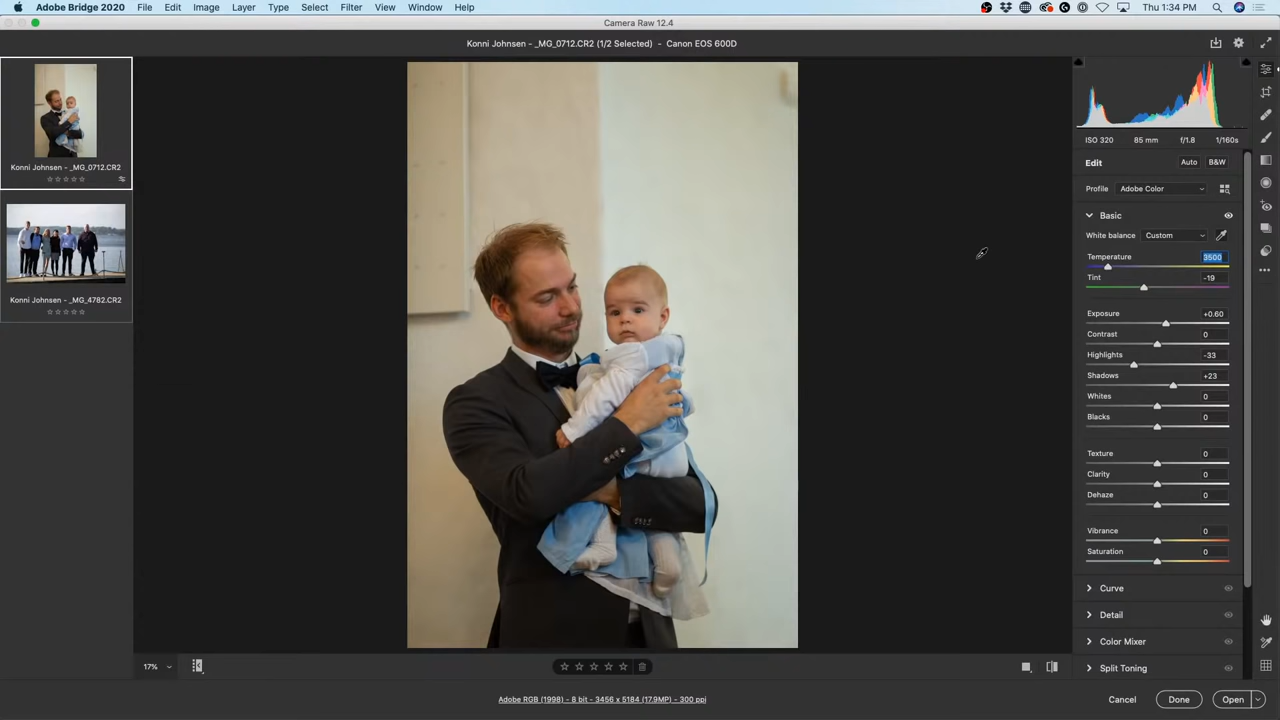 Adobe Bridge 2020 File Edit Image Layer Type Select Filter View Window Help Thu 1:34 PM
Camera Raw 12.4
Konni Johnsen - _MG_0712.CR2 (1/2 Selected) - Canon EOS 600D
Konni Johnsen - _MG_0712.CR2
Konni Johnsen - _MG_4782.CR2
ISO 320 85 mm f/1.8 1/160s
Edit Auto B&W
Profile Adobe Color
Basic
White balance Custom
Temperature 3500
Tint -19
Exposure +0.60
Contrast 0
Highlights -33
Shadows +23
Whites 0
Blacks 0
Texture 0
Clarity 0
Dehaze 0
Vibrance 0
Saturation 0
Curve
Detail
Color Mixer
Split Toning
17%
Adobe RGB (1998) - 8 bit - 3456 x 5184 (17.9MP) - 300 ppi
Cancel Done Open